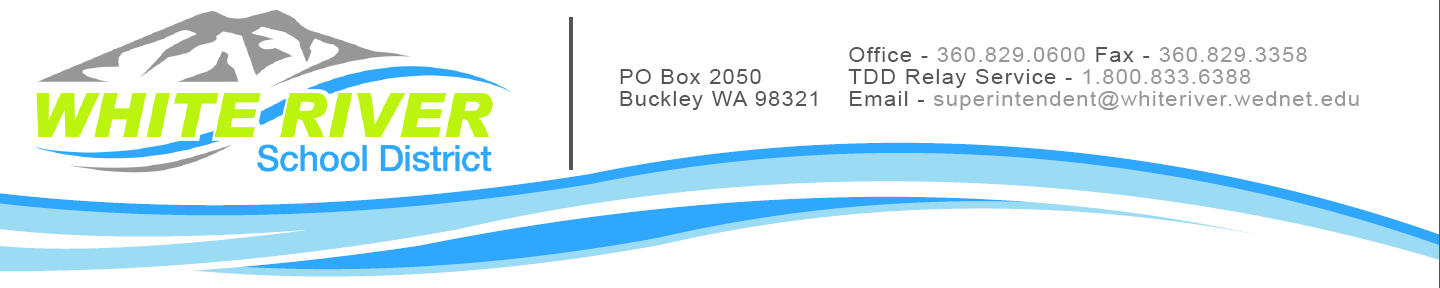 WHITE RIVER
School District
PO Box 2050
Buckley WA 98321
Office - 360.829.0600 Fax - 360.829.3358
TDD Relay Service - 1.800.833.6388
Email - superintendent@whiteriver.wednet.edu